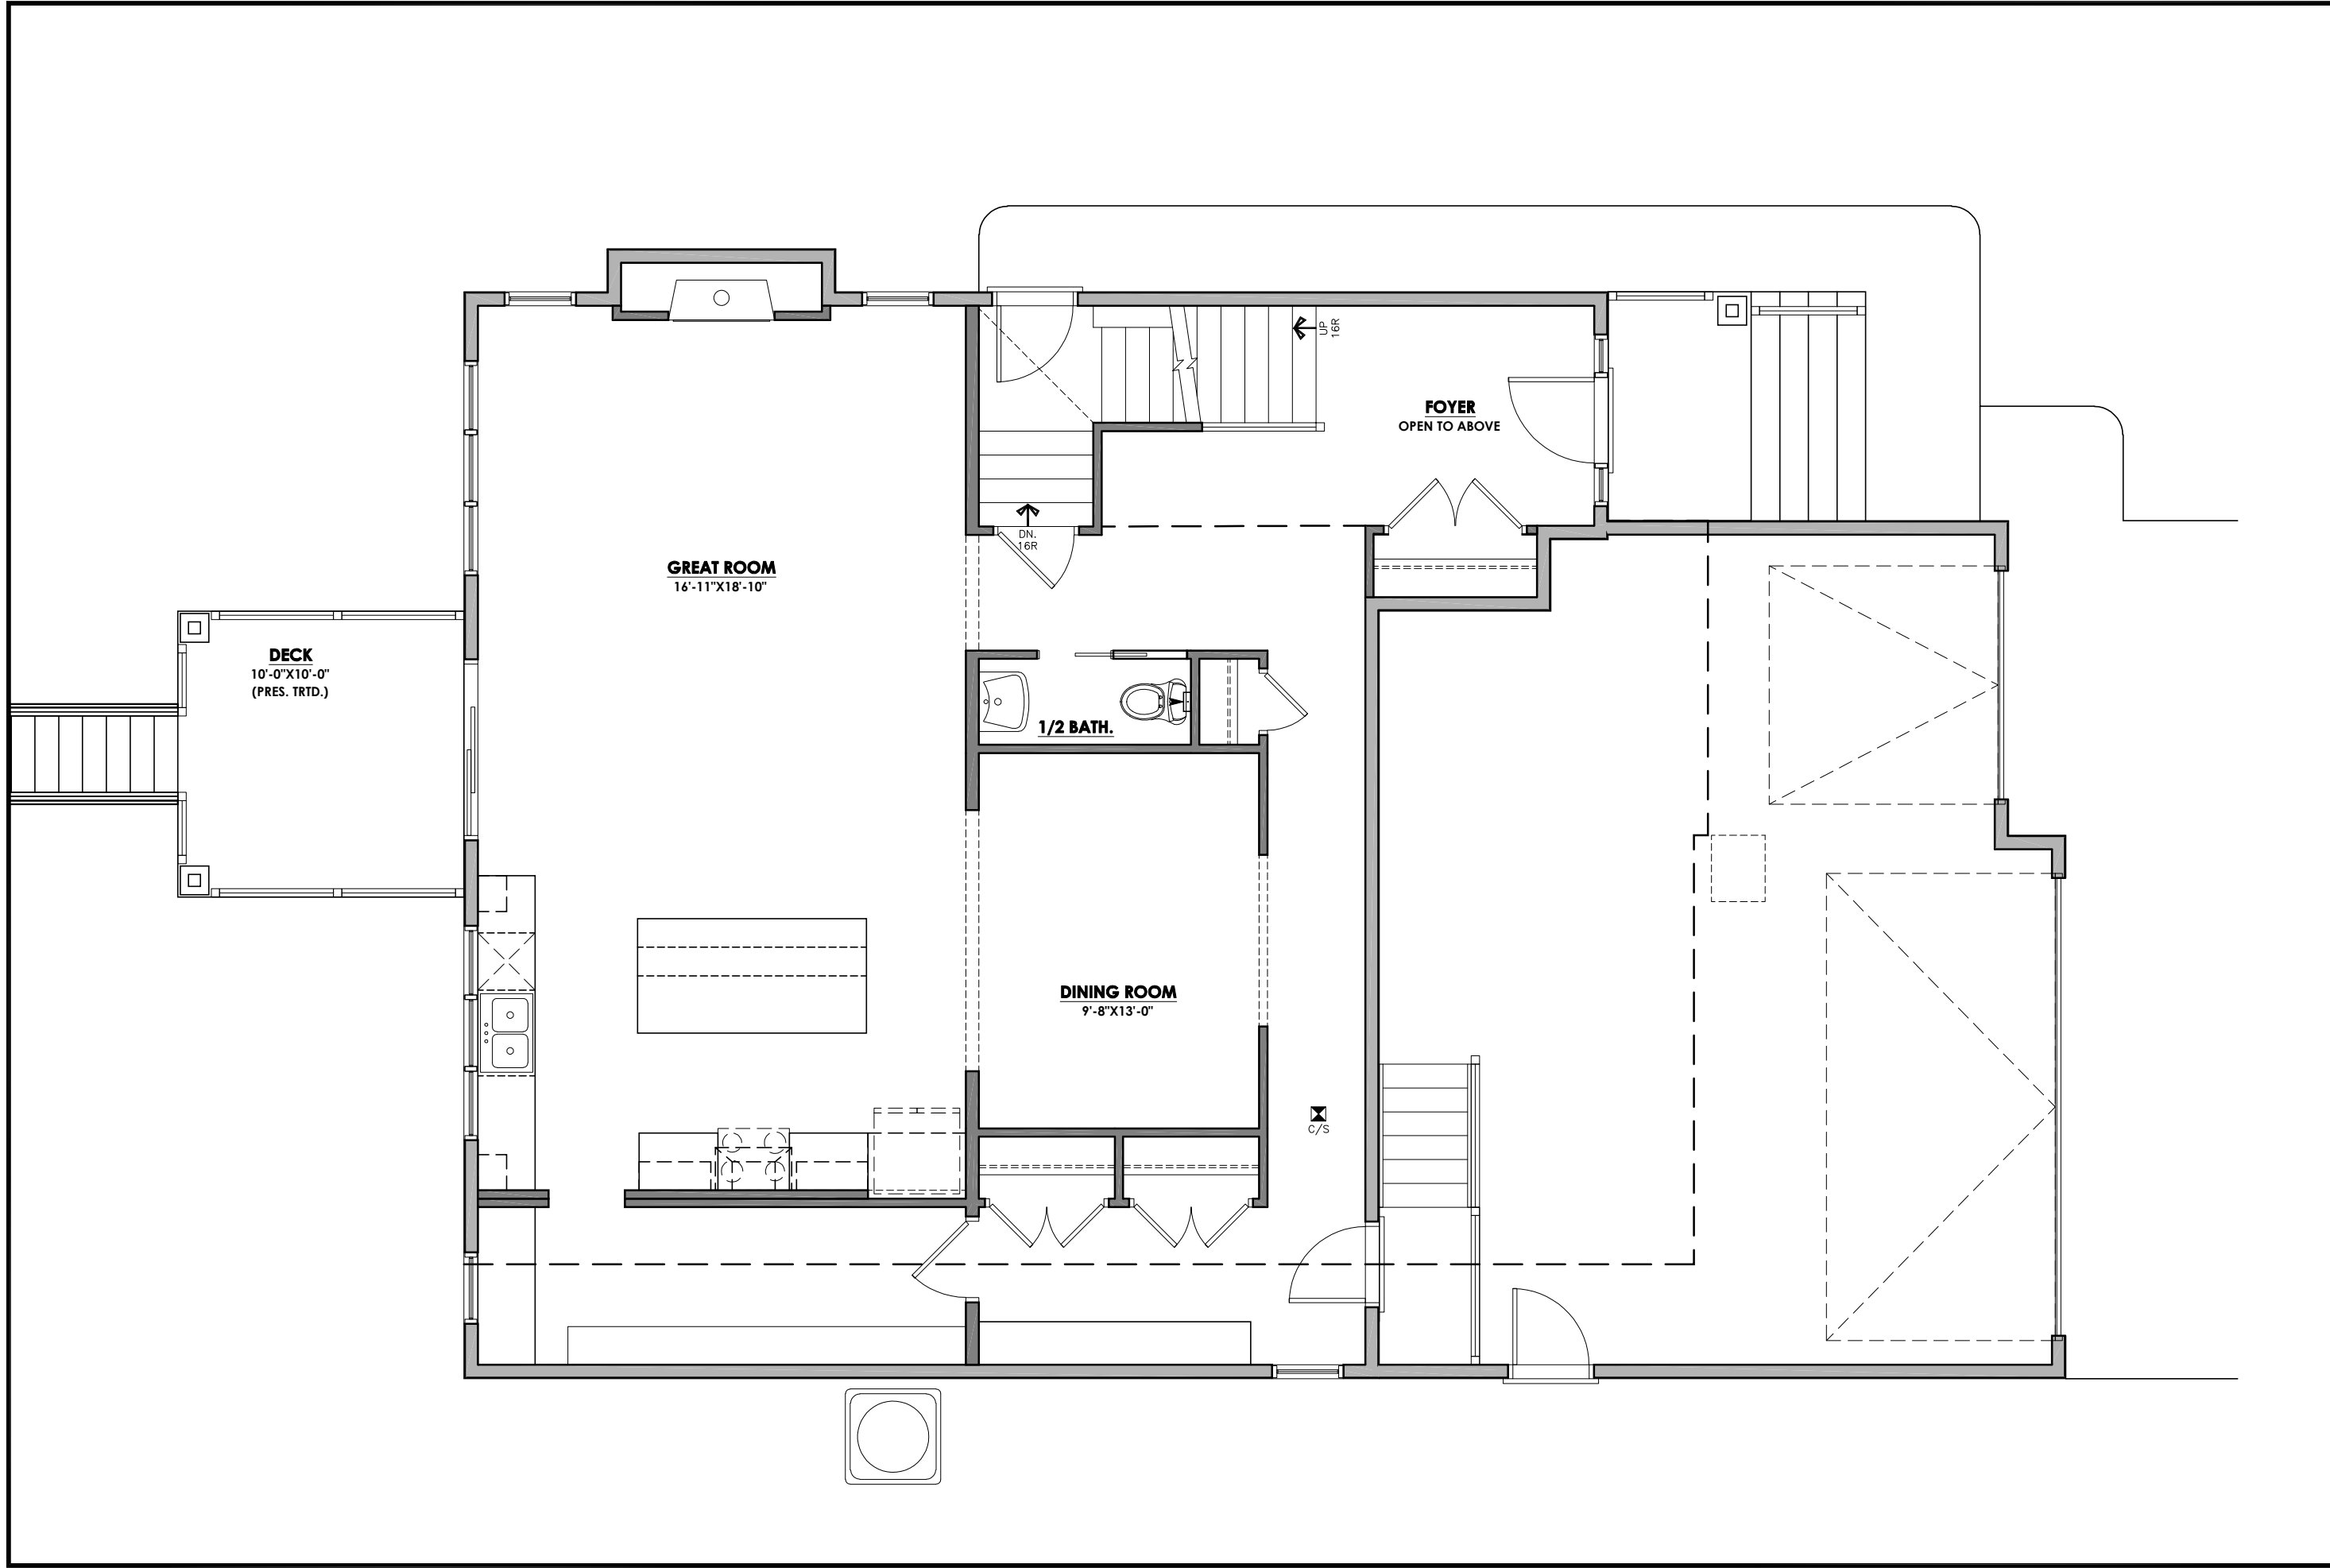 UP
16R
FOYER
OPEN TO ABOVE
DN.
16R
GREAT ROOM
16'-11"X18'-10"
DECK
10'-0"X10'-0"
(PRES. TRTD.)
1/2 BATH.
DINING ROOM
9'-8"X13'-0"
C/S